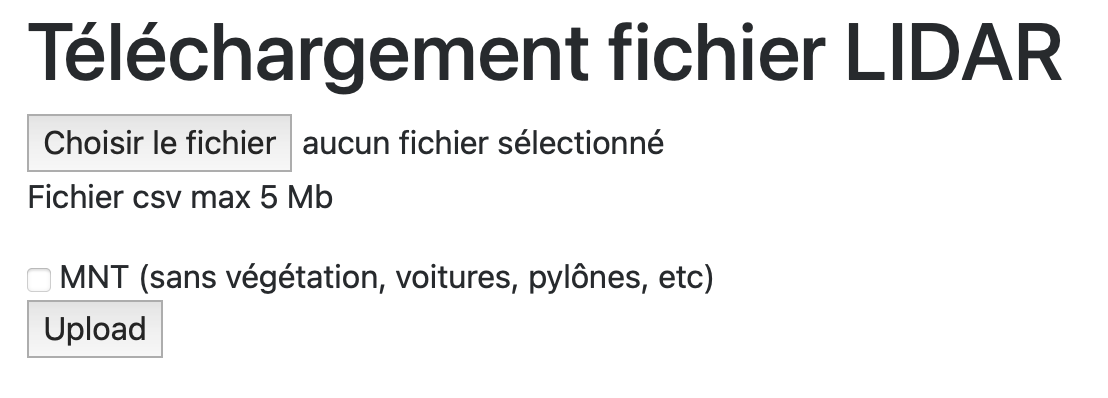 Téléchargement fichier LIDAR
Choisir le fichier aucun fichier sélectionné
Fichier csv max 5 Mb
MNT (sans végétation, voitures, pylônes, etc)
Upload